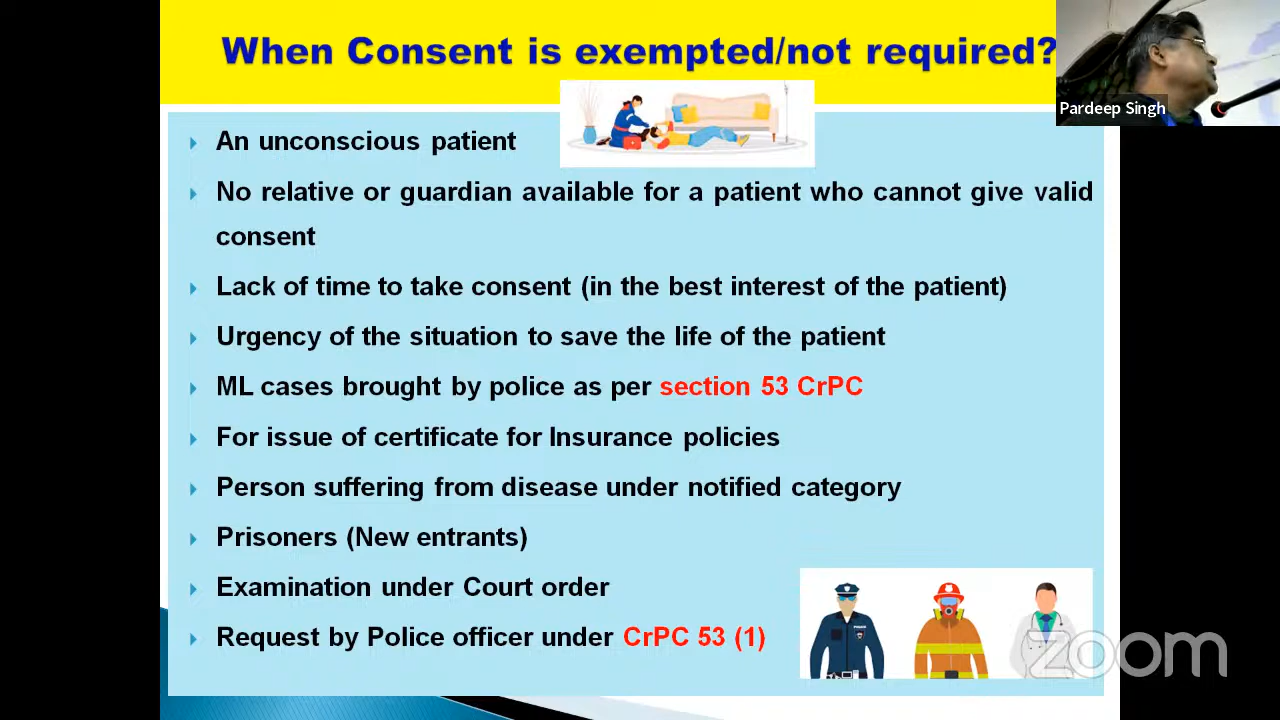 When Consent is exempted/not required?
Pardeep Singh
An unconscious patient
No relative or guardian available for a patient who cannot give valid
consent
Lack of time to take consent (in the best interest of the patient)
Urgency of the situation to save the life of the patient
ML cases brought by police as per section 53 CrPC
For issue of certificate for Insurance policies
Person suffering from disease under notified category
Prisoners (New entrants)
Examination under Court order
Request by Police officer under CrPC 53 (1)
POLICE
zoom